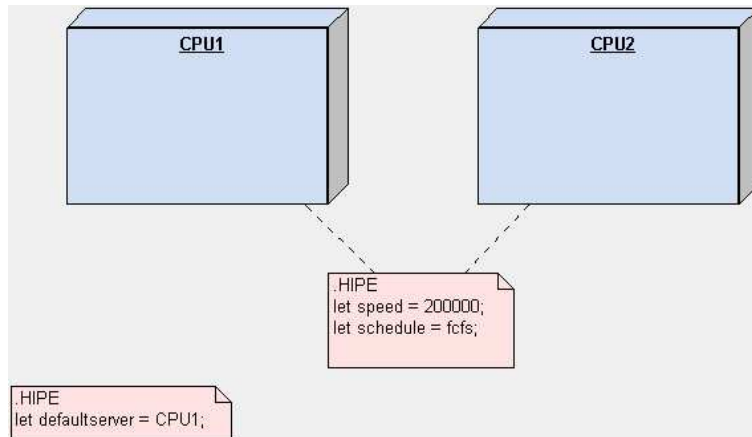 CPU1
CPU2
.HIPE
let speed = 200000;
let schedule = fcfs;
.HIPE
let defaultserver = CPU1;